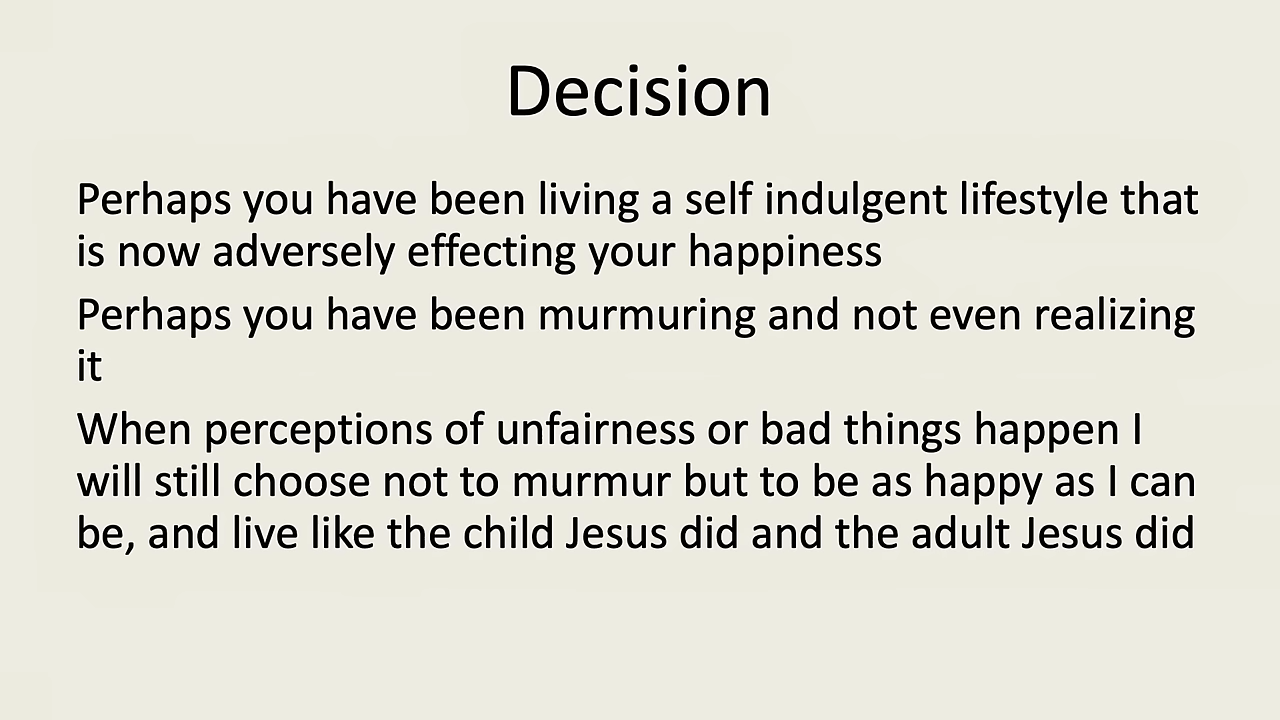 Decision
Perhaps you have been living a self indulgent lifestyle that
is now adversely effecting your happiness
Perhaps you have been murmuring and not even realizing
it
When perceptions of unfairness or bad things happen I
will still choose not to murmur but to be as happy as I can
be, and live like the child Jesus did and the adult Jesus did